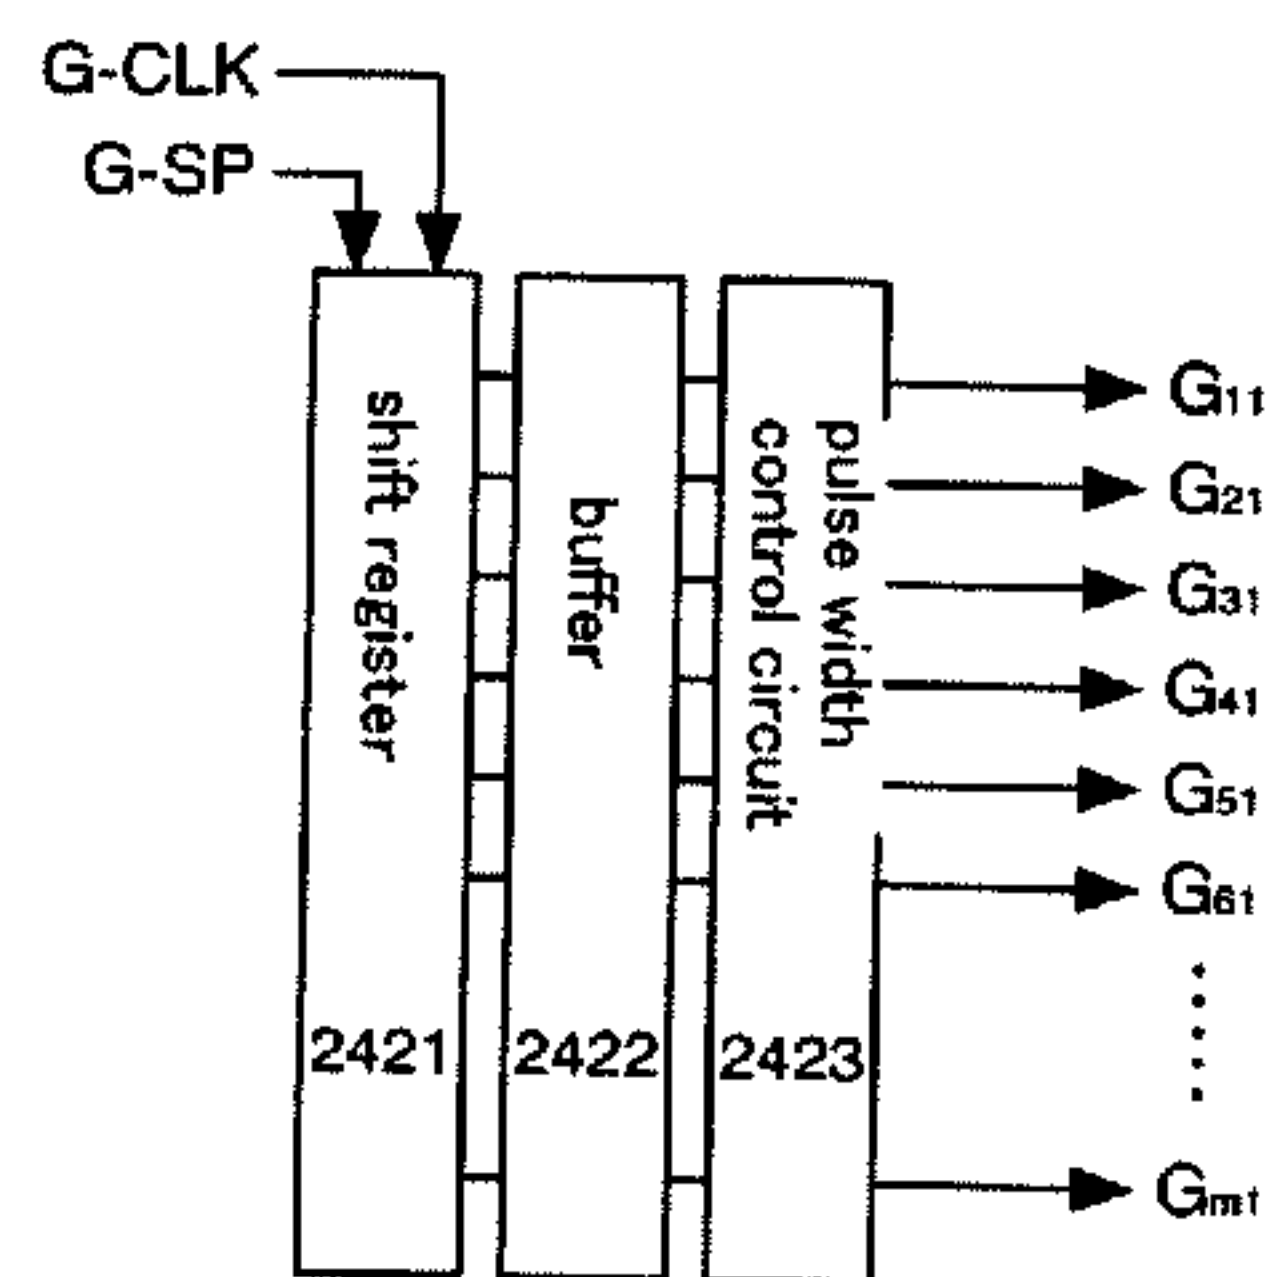 G-CLK
G-SP
shift register
2421
buffer
2422
pulse width
control circuit
2423
G11
G21
G31
G41
G51
G61
Gm1